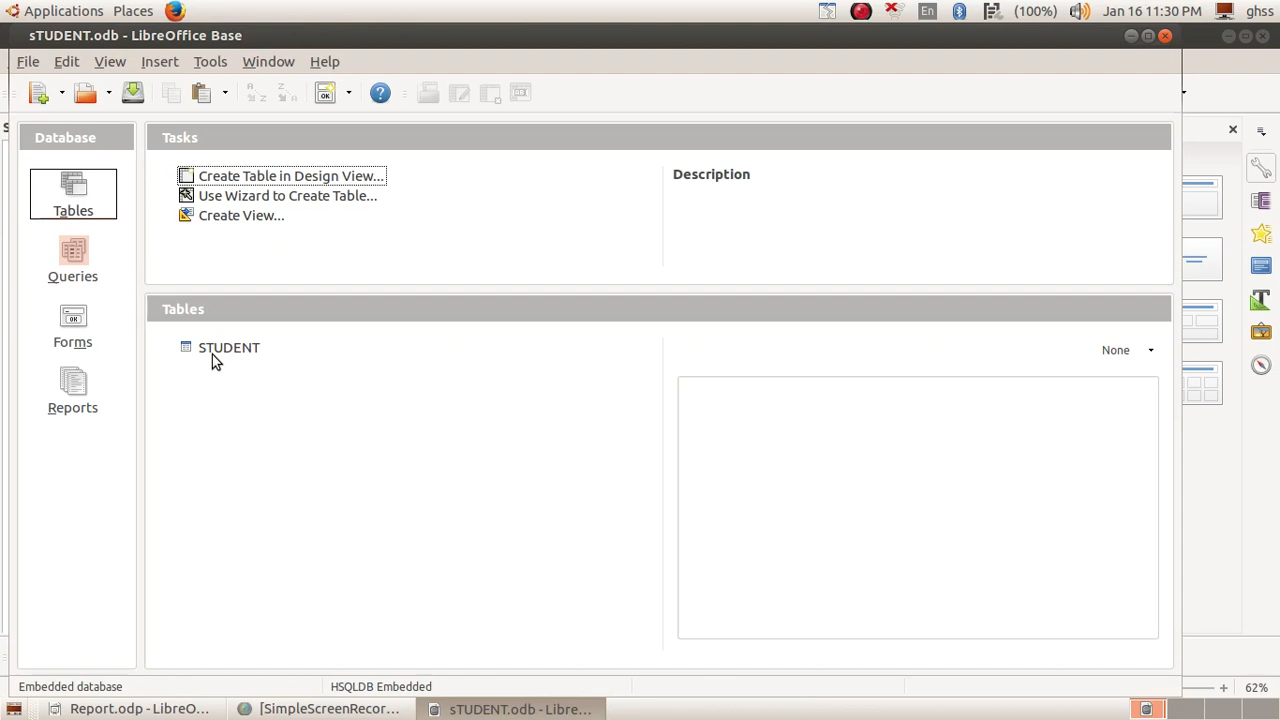 Applications Places En (100%) Jan 16 11:30 PM ghss
sTUDENT.odb - LibreOffice Base
File Edit View Insert Tools Window Help
Database
Tables
Queries
Forms
Reports
Tasks
Create Table in Design View...
Use Wizard to Create Table...
Create View...
Description
Tables
STUDENT
None
Embedded database HSQLDB Embedded
62%
Report.odp - LibreO... [SimpleScreenRecor... sTUDENT.odb - Libre...